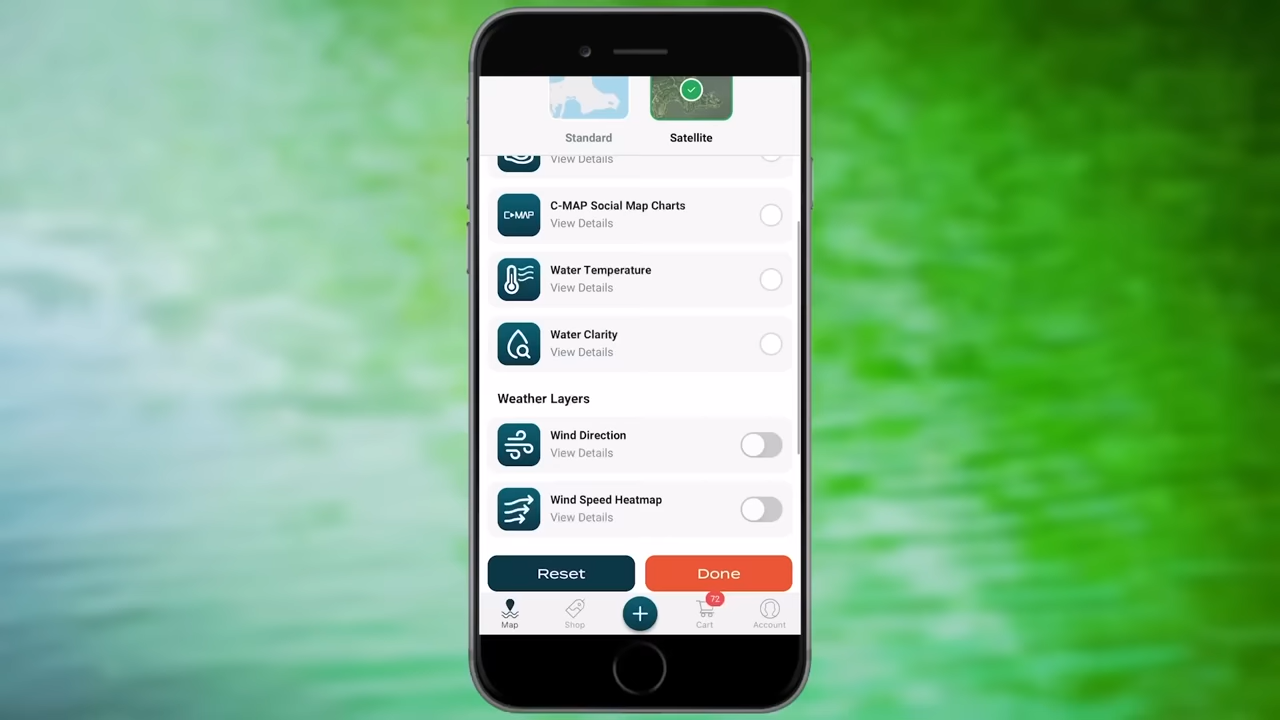 Standard
Satellite
View Details
C-MAP
C-MAP Social Map Charts
View Details
Water Temperature
View Details
Water Clarity
View Details
Weather Layers
Wind Direction
View Details
Wind Speed Heatmap
View Details
Reset
Done
72
Map
Shop
Cart
Account